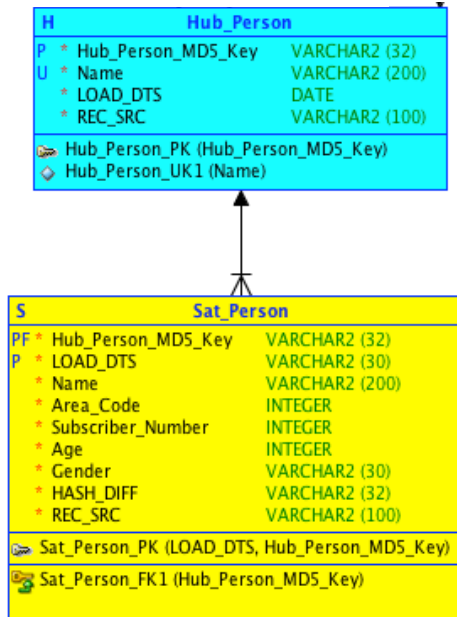 H Hub_Person
P * Hub_Person_MD5_Key VARCHAR2 (32)
U * Name VARCHAR2 (200)
* LOAD_DTS DATE
* REC_SRC VARCHAR2 (100)
Hub_Person_PK (Hub_Person_MD5_Key)
Hub_Person_UK1 (Name)
S Sat_Person
PF * Hub_Person_MD5_Key VARCHAR2 (32)
P * LOAD_DTS VARCHAR2 (30)
* Name VARCHAR2 (200)
* Area_Code INTEGER
* Subscriber_Number INTEGER
* Age INTEGER
* Gender VARCHAR2 (30)
* HASH_DIFF VARCHAR2 (32)
* REC_SRC VARCHAR2 (100)
Sat_Person_PK (LOAD_DTS, Hub_Person_MD5_Key)
Sat_Person_FK1 (Hub_Person_MD5_Key)